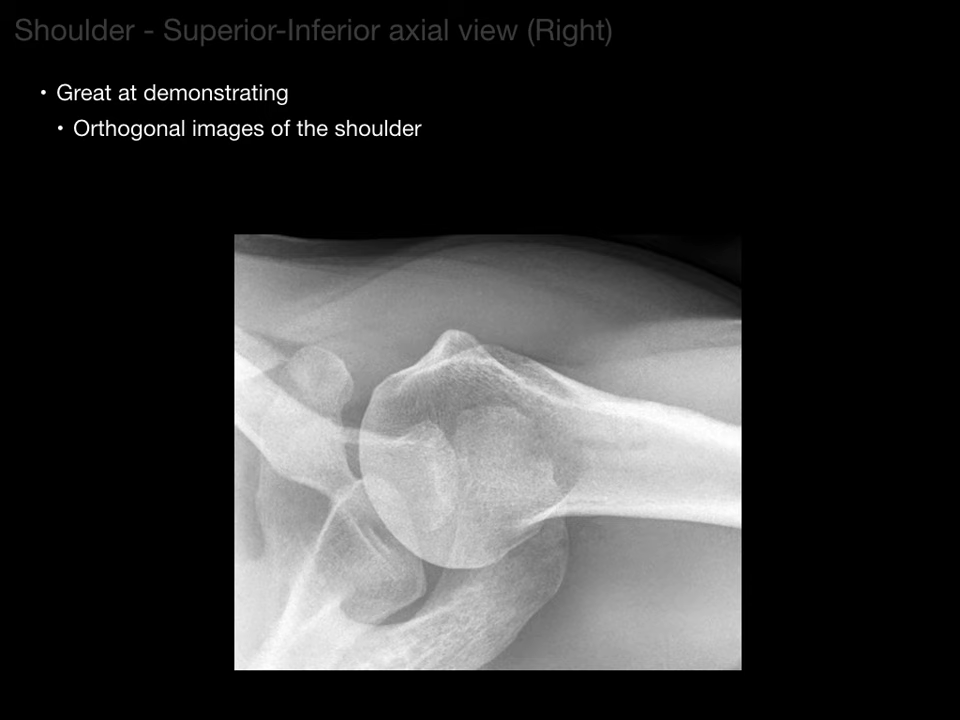 Shoulder - Superior-Inferior axial view (Right)
• Great at demonstrating
• Orthogonal images of the shoulder